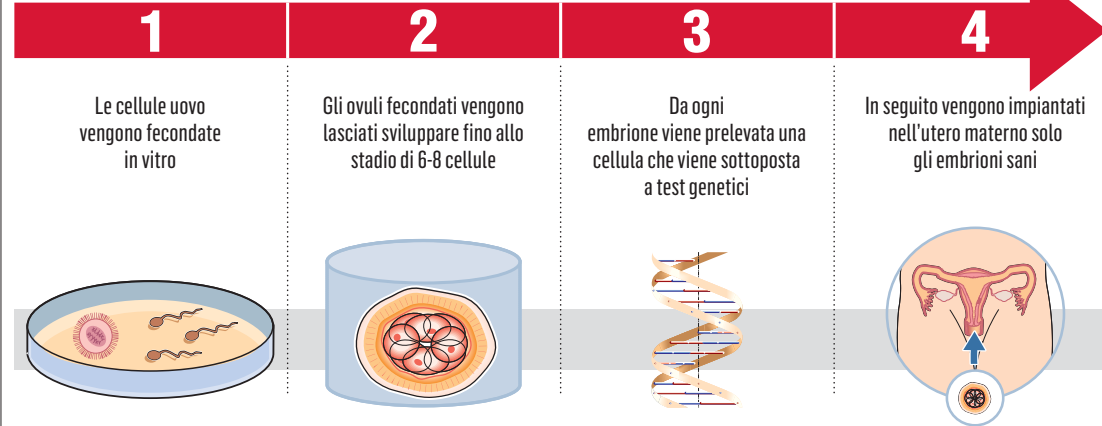 1
Le cellule uovo
vengono fecondate
in vitro
2
Gli ovuli fecondati vengono
lasciati sviluppare fino allo
stadio di 6-8 cellule
3
Da ogni
embrione viene prelevata una
cellula che viene sottoposta
a test genetici
4
In seguito vengono impiantati
nell'utero materno solo
gli embrioni sani